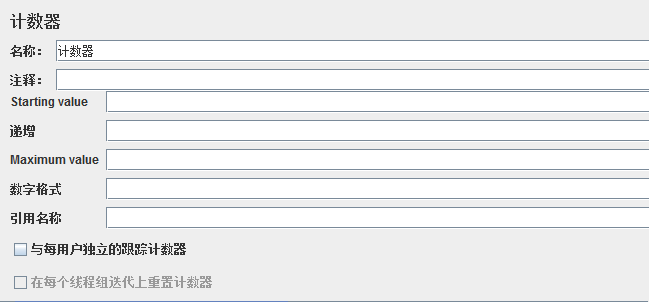 计数器
名称： 计数器
注释：
Starting value
递增
Maximum value
数字格式
引用名称
与每用户独立的跟踪计数器
在每个线程组迭代上重置计数器